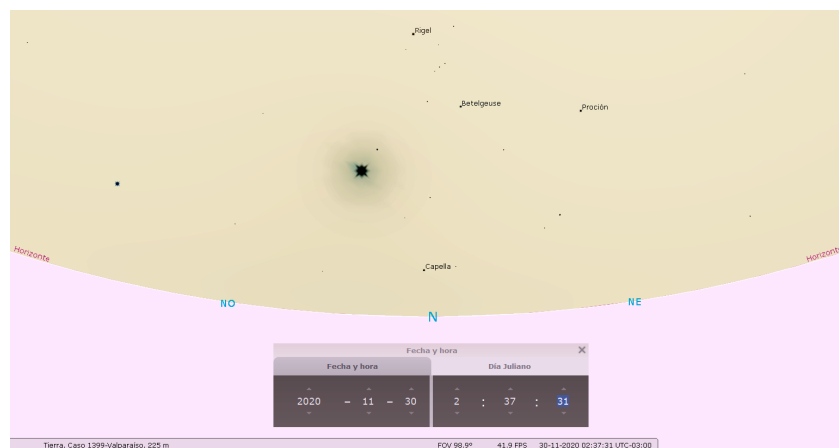 Rigel
Betelgeuse
Proción
Horizonte
Horizonte
Capella
NO
NE
N
Fecha y hora
Fecha y hora Día Juliano
2020 - 11 - 30 2 : 37 : 31
Tierra, Caso 1399-Valparaíso, 225 m FOV 98.9° 41.9 FPS 30-11-2020 02:37:31 UTC-03:00